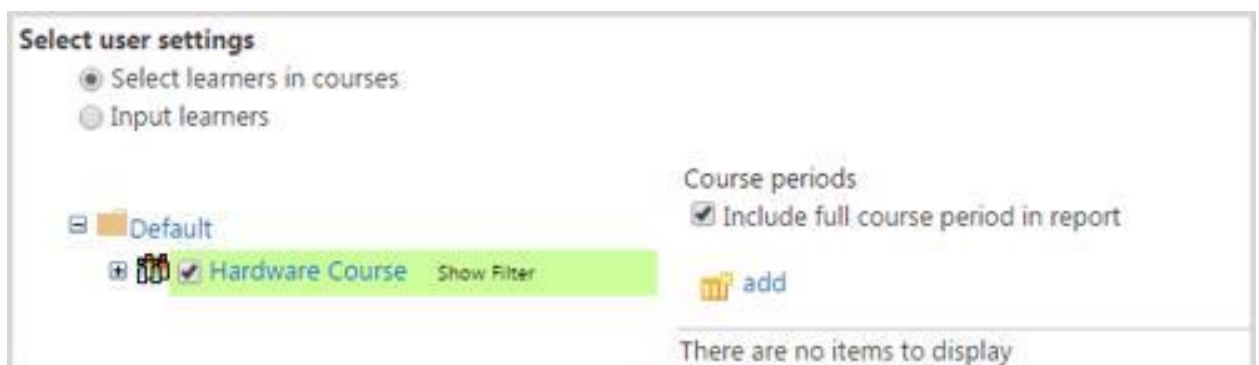 Select user settings
Select learners in courses
Input learners
Default
Hardware Course Show Filter
Course periods
Include full course period in report
add
There are no items to display